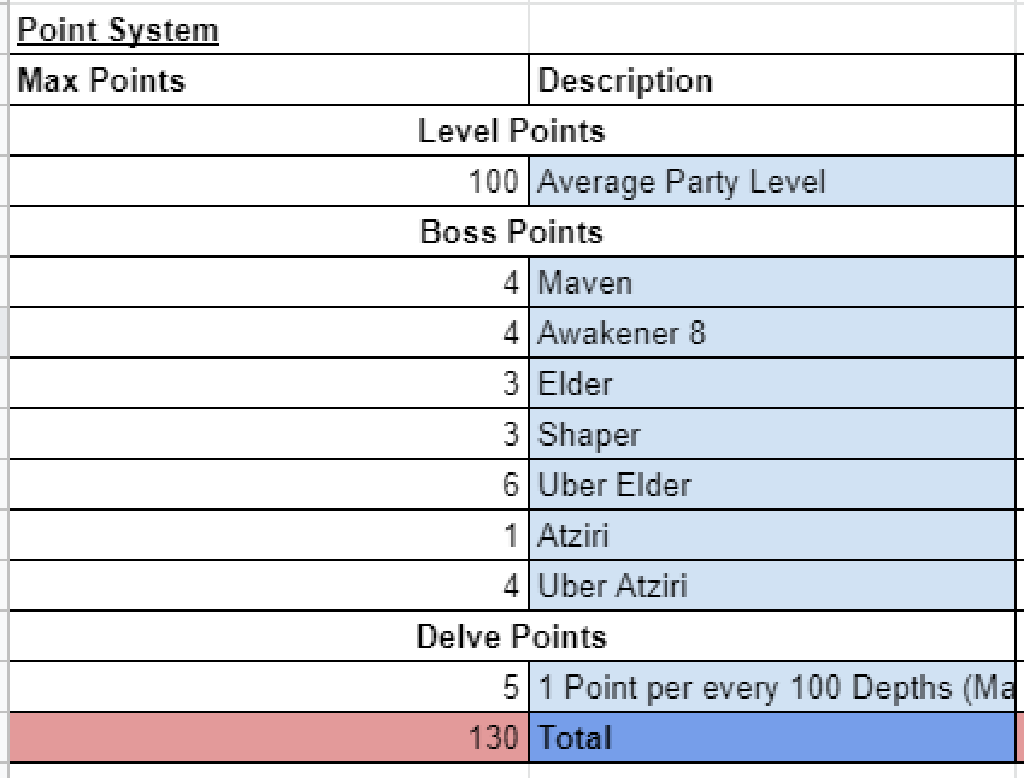 Point System
Max Points Description
Level Points
100 Average Party Level
Boss Points
4 Maven
4 Awakener 8
3 Elder
3 Shaper
6 Uber Elder
1 Atziri
4 Uber Atziri
Delve Points
5 1 Point per every 100 Depths (Ma
130 Total